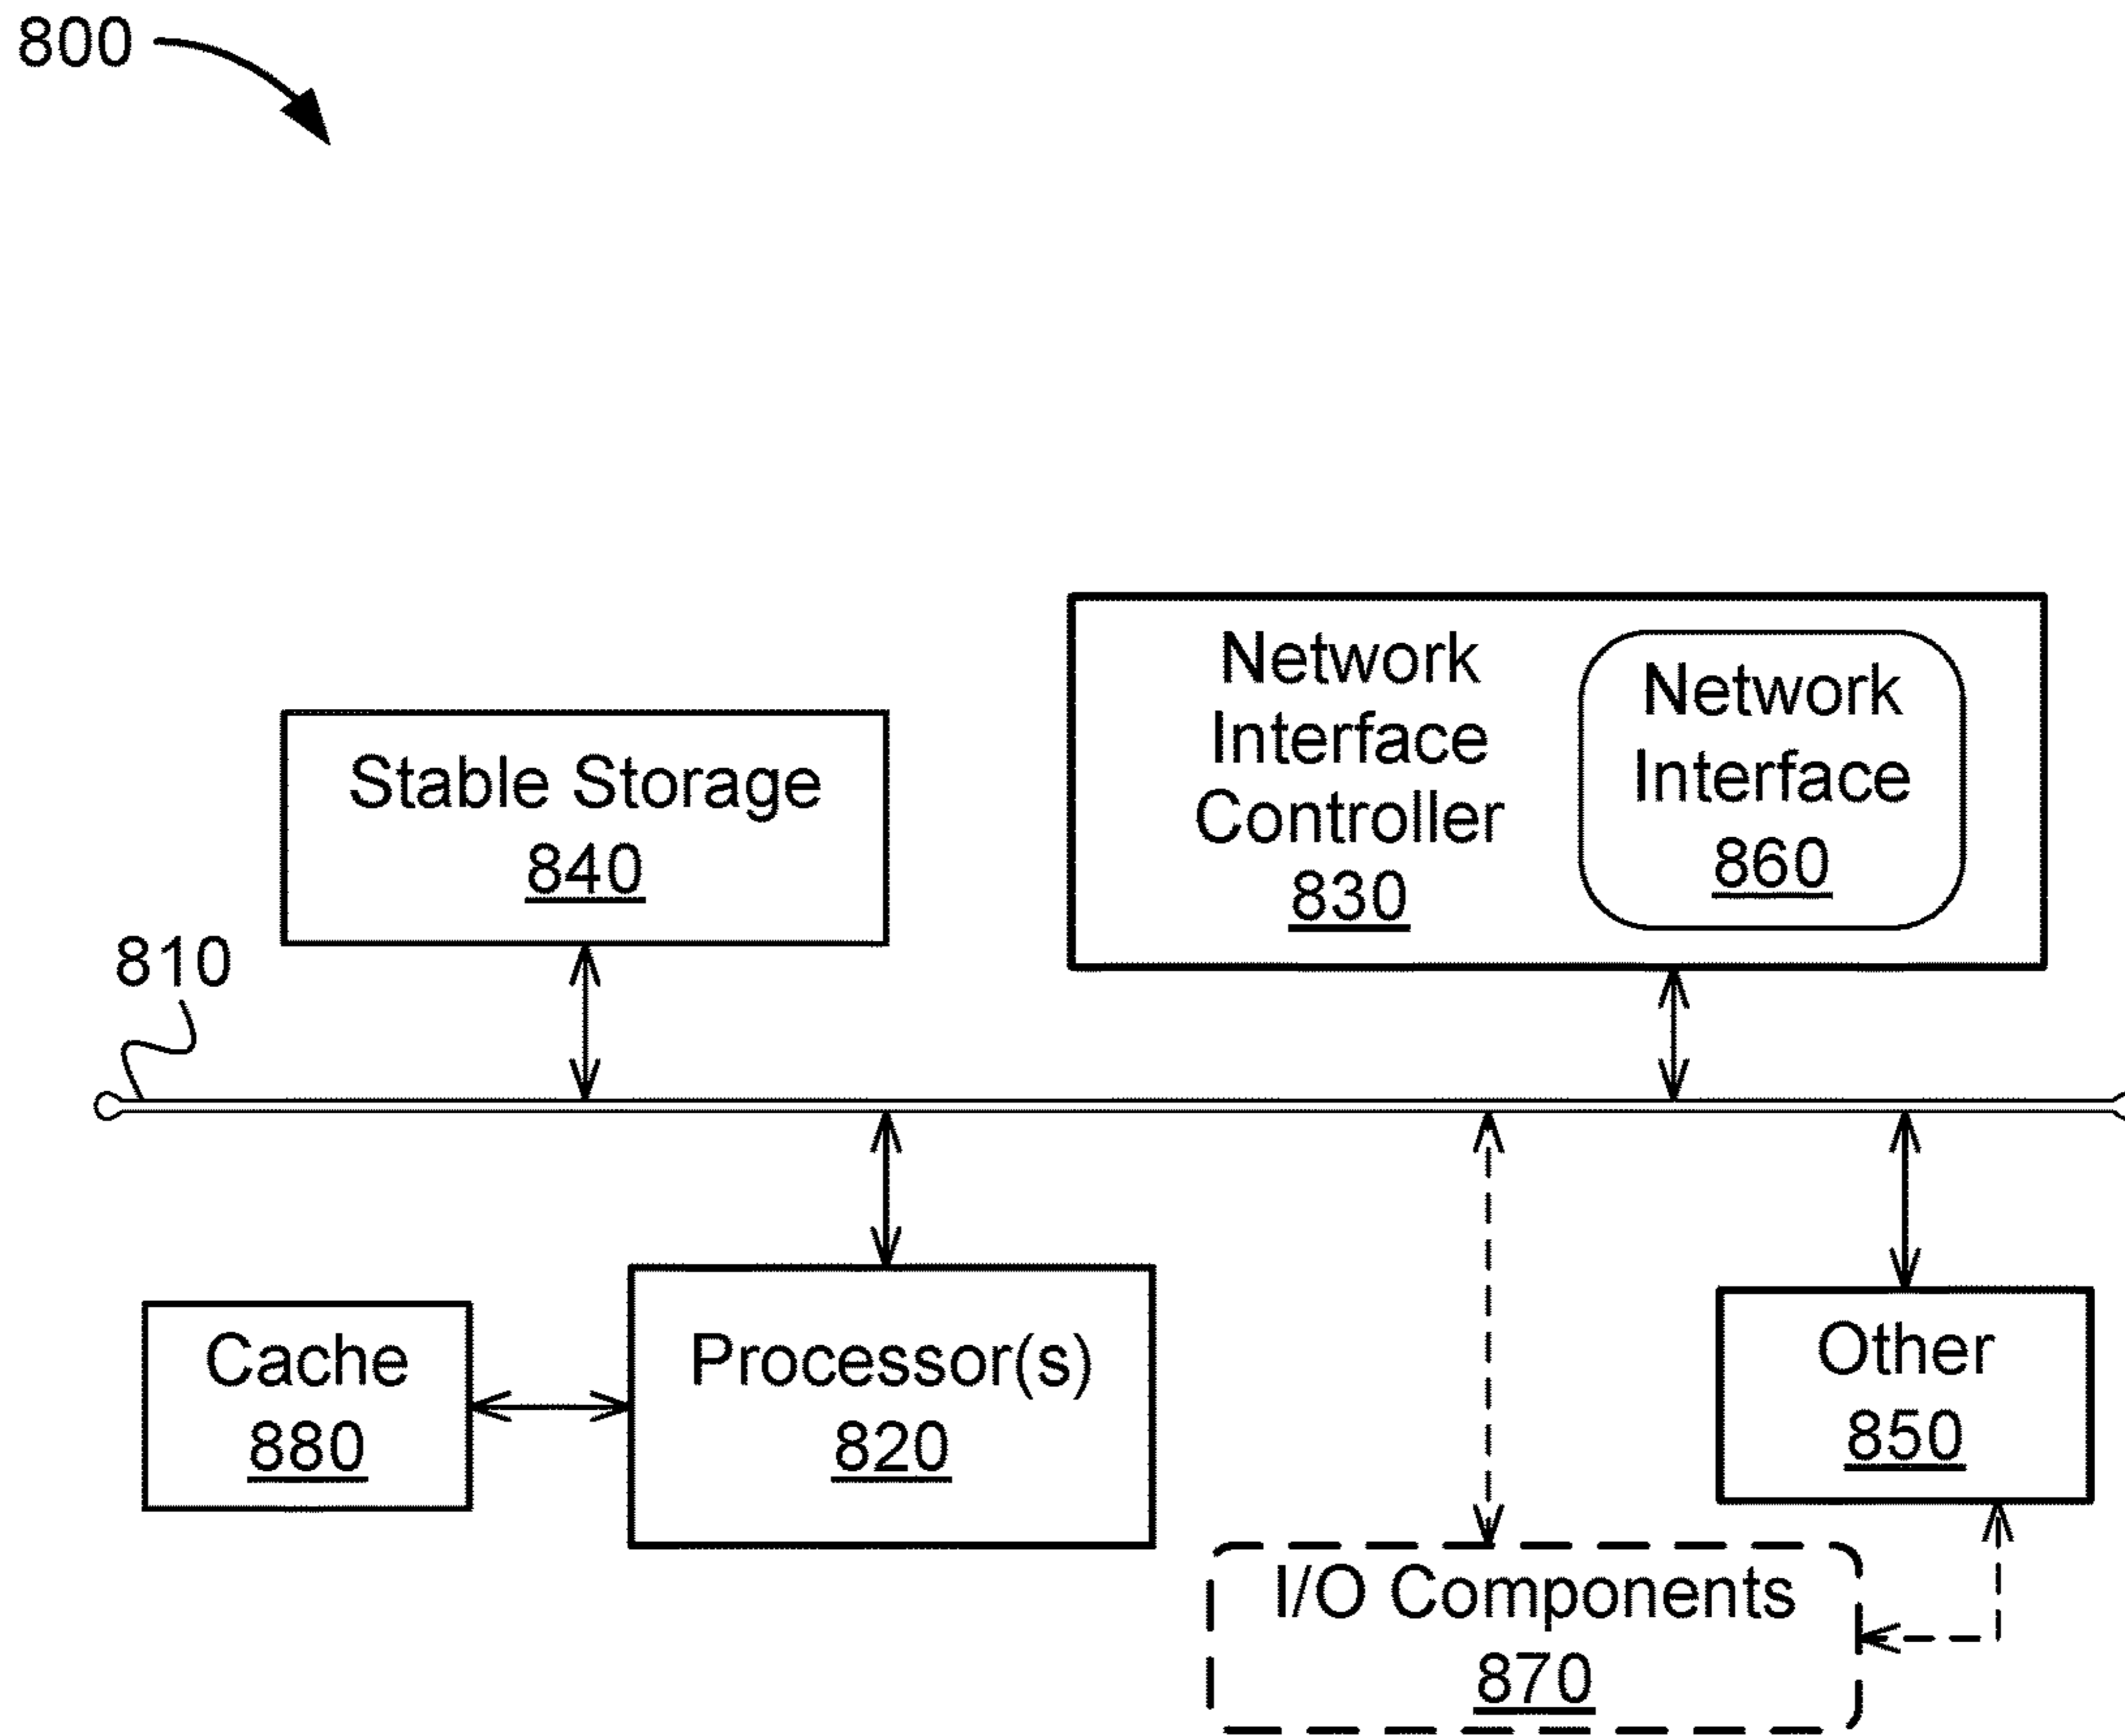 800
Stable Storage
840
Network
Interface
Controller
830
Network
Interface
860
810
Cache
880
Processor(s)
820
Other
850
I/O Components
870